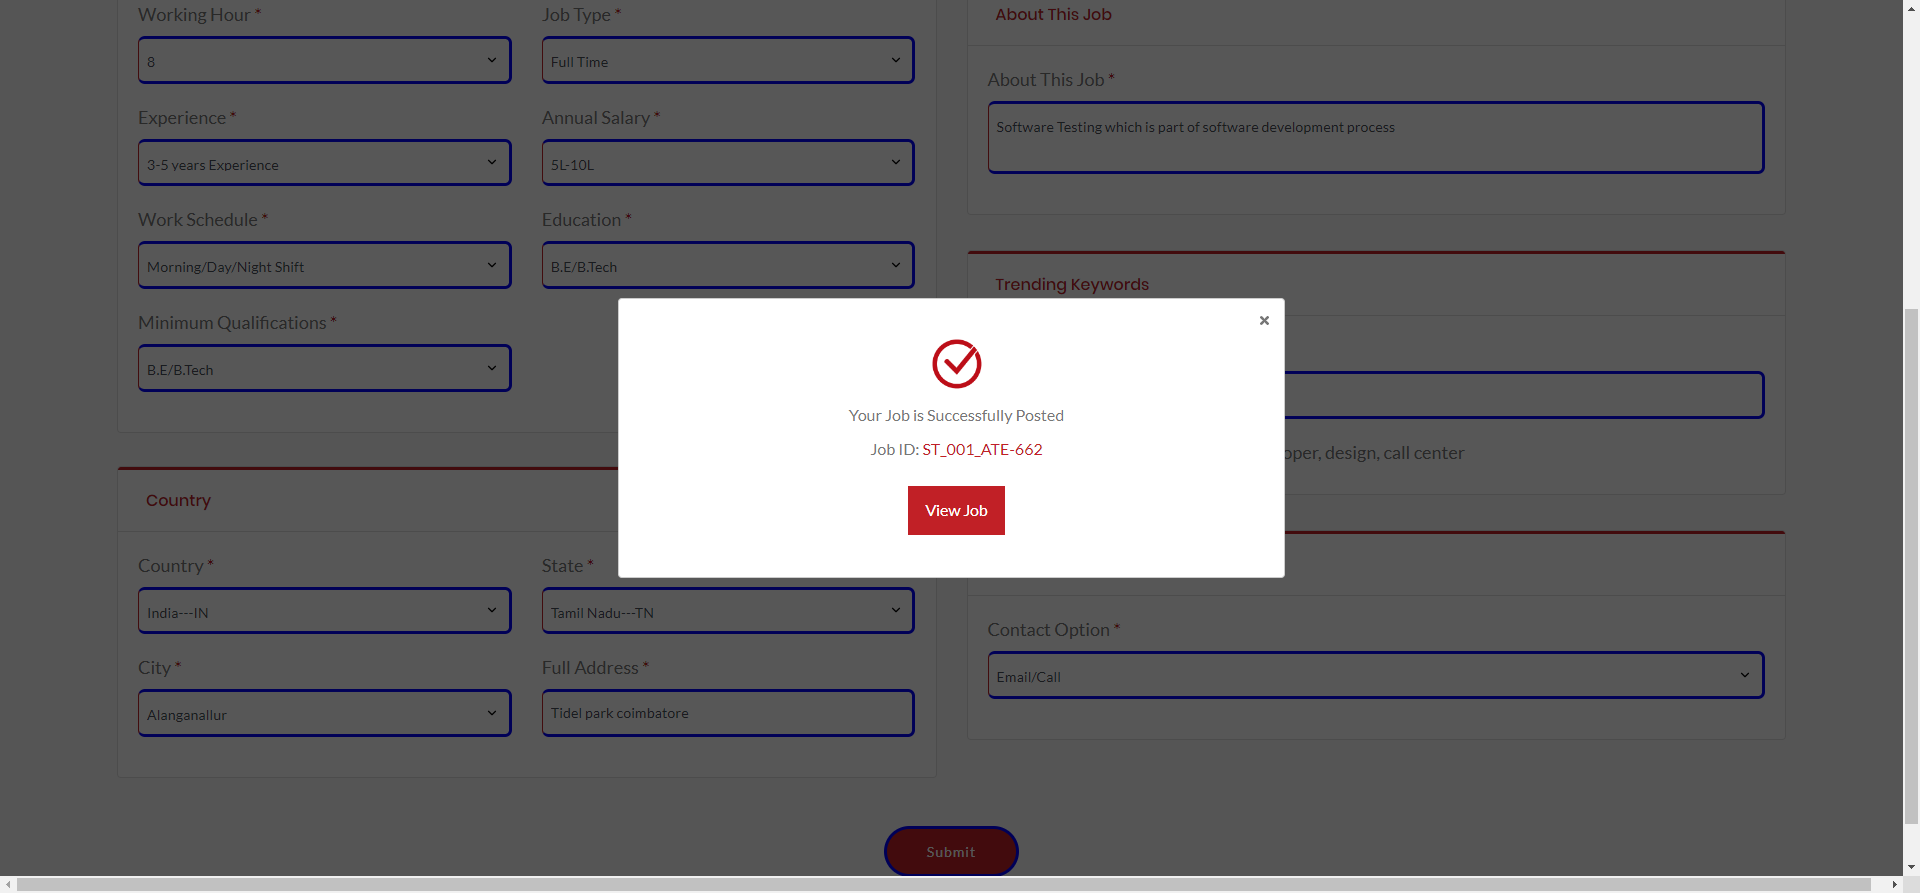 Working Hour *
Job Type *
8
Full Time
Experience *
Annual Salary *
3-5 years Experience
5L-10L
Work Schedule *
Education *
Morning/Day/Night Shift
B.E/B.Tech
Minimum Qualifications *
B.E/B.Tech
Country
Country *
State *
India---IN
Tamil Nadu---TN
City *
Full Address *
Alanganallur
Tidel park coimbatore
About This Job
About This Job *
Software Testing which is part of software development process
Trending Keywords
design, call center
Contact Option *
Email/Call
×
Your Job is Successfully Posted
Job ID: ST_001_ATE-662
View Job
Submit